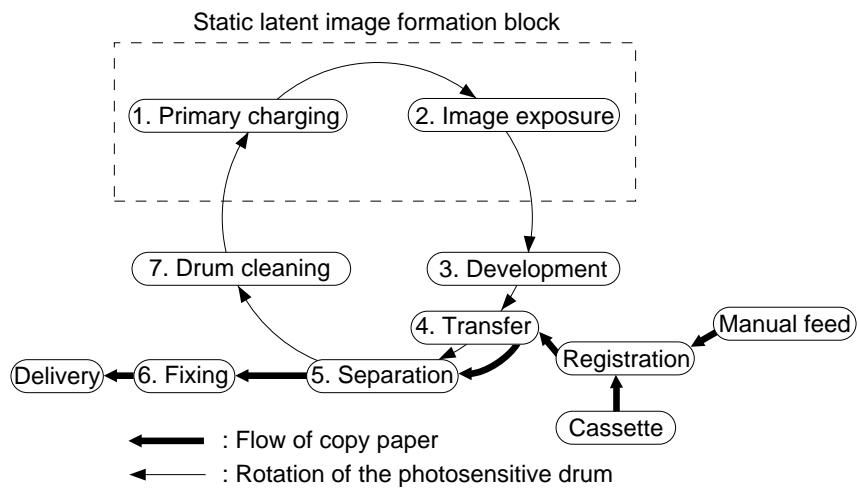 Static latent image formation block
1. Primary charging
2. Image exposure
7. Drum cleaning
3. Development
4. Transfer
Manual feed
Registration
Delivery
6. Fixing
5. Separation
Cassette
: Flow of copy paper
: Rotation of the photosensitive drum